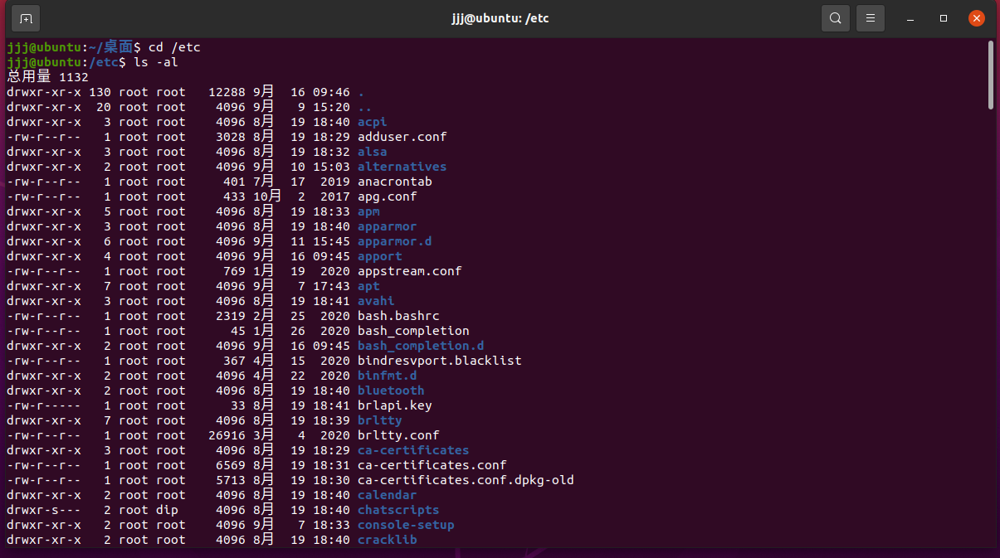 jjj@ubuntu: /etc
jjj@ubuntu:~/桌面$ cd /etc
jjj@ubuntu:/etc$ ls -al
总用量 1132
drwxr-xr-x 130 root root   12288 9月  16 09:46 .
drwxr-xr-x  20 root root    4096 9月   9 15:20 ..
drwxr-xr-x   3 root root    4096 8月  19 18:40 acpi
-rw-r--r--   1 root root    3028 8月  19 18:29 adduser.conf
drwxr-xr-x   3 root root    4096 8月  19 18:32 alsa
drwxr-xr-x   2 root root    4096 9月  10 15:03 alternatives
-rw-r--r--   1 root root     401 7月  17  2019 anacrontab
-rw-r--r--   1 root root     433 10月  2  2017 apg.conf
drwxr-xr-x   5 root root    4096 8月  19 18:33 apm
drwxr-xr-x   3 root root    4096 8月  19 18:40 apparmor
drwxr-xr-x   6 root root    4096 9月  11 15:45 apparmor.d
drwxr-xr-x   4 root root    4096 9月  16 09:45 apport
-rw-r--r--   1 root root     769 1月  19  2020 appstream.conf
drwxr-xr-x   7 root root    4096 9月   7 17:43 apt
drwxr-xr-x   3 root root    4096 8月  19 18:41 avahi
-rw-r--r--   1 root root    2319 2月  25  2020 bash.bashrc
-rw-r--r--   1 root root      45 1月  26  2020 bash_completion
drwxr-xr-x   2 root root    4096 9月  16 09:45 bash_completion.d
-rw-r--r--   1 root root     367 4月  15  2020 bindresvport.blacklist
drwxr-xr-x   2 root root    4096 4月  22  2020 binfmt.d
drwxr-xr-x   2 root root    4096 8月  19 18:40 bluetooth
-rw-r-----   1 root root      33 8月  19 18:41 brlapi.key
drwxr-xr-x   7 root root    4096 8月  19 18:39 brltty
-rw-r--r--   1 root root   26916 3月   4  2020 brltty.conf
drwxr-xr-x   3 root root    4096 8月  19 18:29 ca-certificates
-rw-r--r--   1 root root    6569 8月  19 18:31 ca-certificates.conf
-rw-r--r--   1 root root    5713 8月  19 18:30 ca-certificates.conf.dpkg-old
drwxr-xr-x   2 root root    4096 8月  19 18:40 calendar
drwxr-s---   2 root dip     4096 8月  19 18:40 chatscripts
drwxr-xr-x   2 root root    4096 9月   7 18:33 console-setup
drwxr-xr-x   2 root root    4096 8月  19 18:40 cracklib